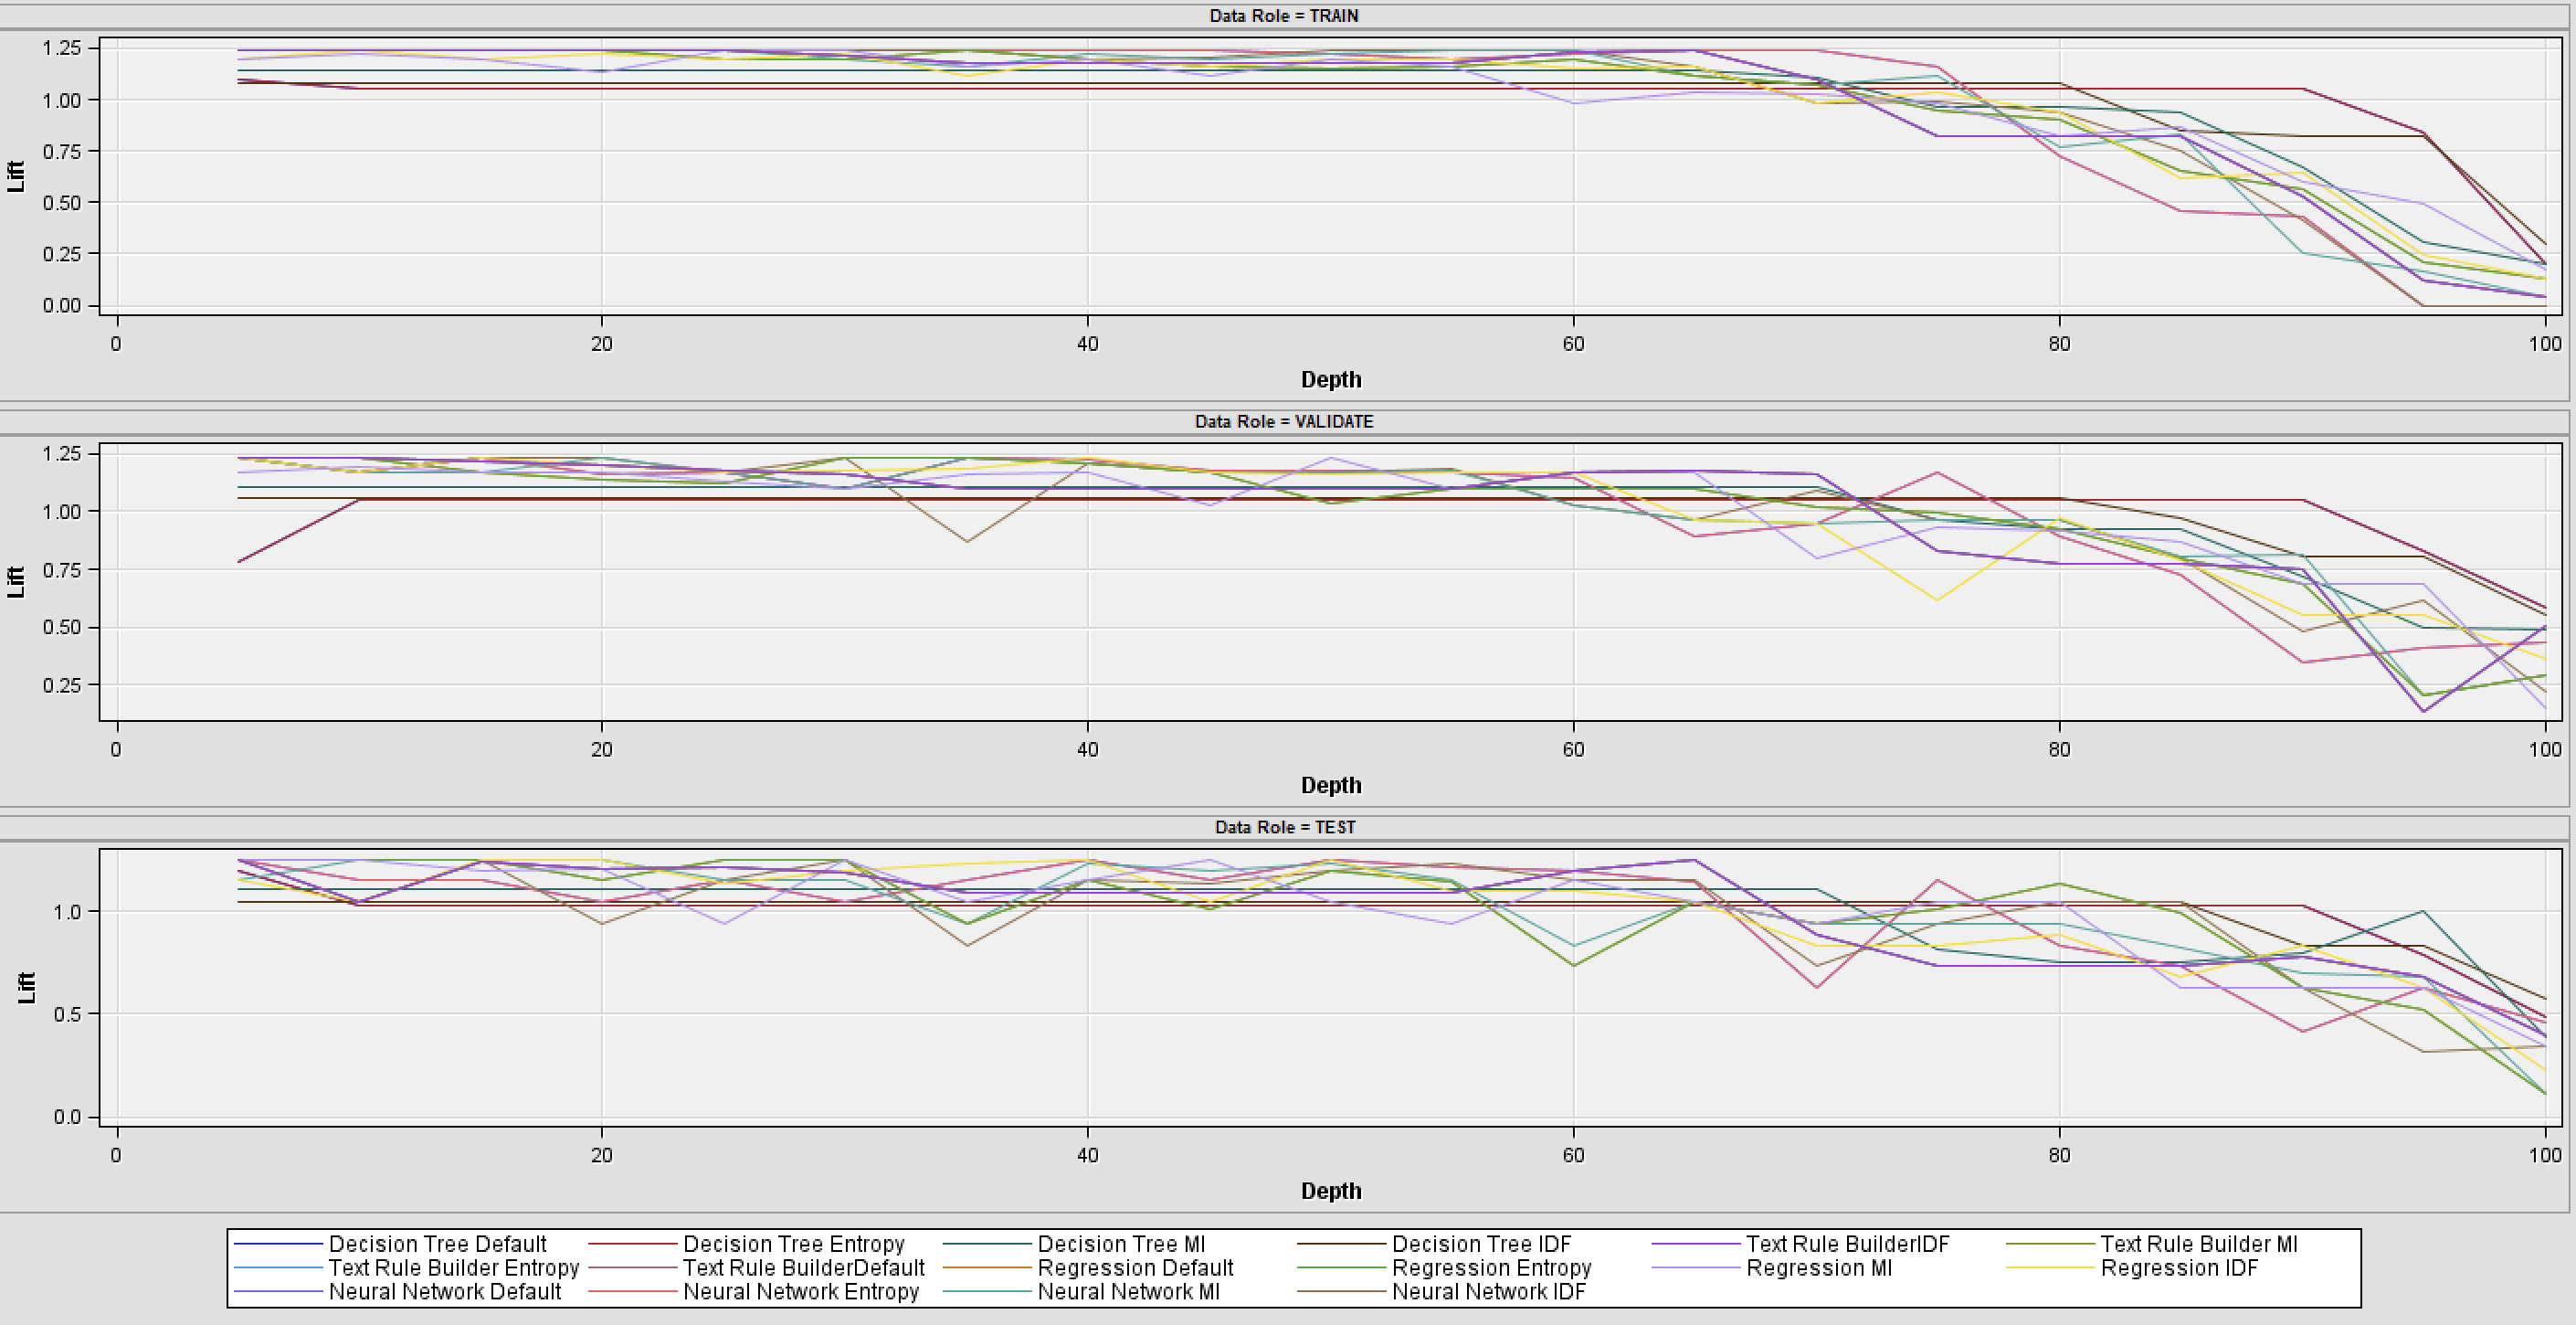 Data Role = TRAIN
1.25
1.00
0.75
0.50
0.25
0.00
Lift
0 20 40 60 80 100
Depth
Data Role = VALIDATE
1.25
1.00
0.75
0.50
0.25
Lift
0 20 40 60 80 100
Depth
Data Role = TEST
1.0
0.5
0.0
Lift
0 20 40 60 80 100
Depth
Decision Tree Default Decision Tree Entropy Decision Tree MI Decision Tree IDF Text Rule BuilderIDF Text Rule Builder MI
Text Rule Builder Entropy Text Rule BuilderDefault Regression Default Regression Entropy Regression MI Regression IDF
Neural Network Default Neural Network Entropy Neural Network MI Neural Network IDF